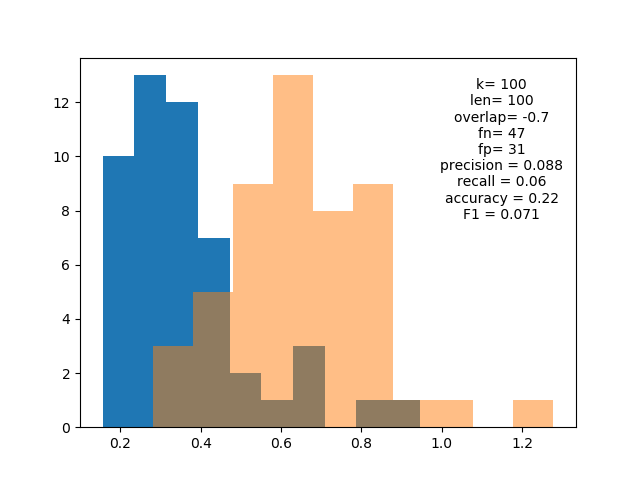 k= 100
len= 100
overlap= -0.7
fn= 47
fp= 31
precision = 0.088
recall = 0.06
accuracy = 0.22
F1 = 0.071
12
10
8
6
4
2
0
0.2 0.4 0.6 0.8 1.0 1.2